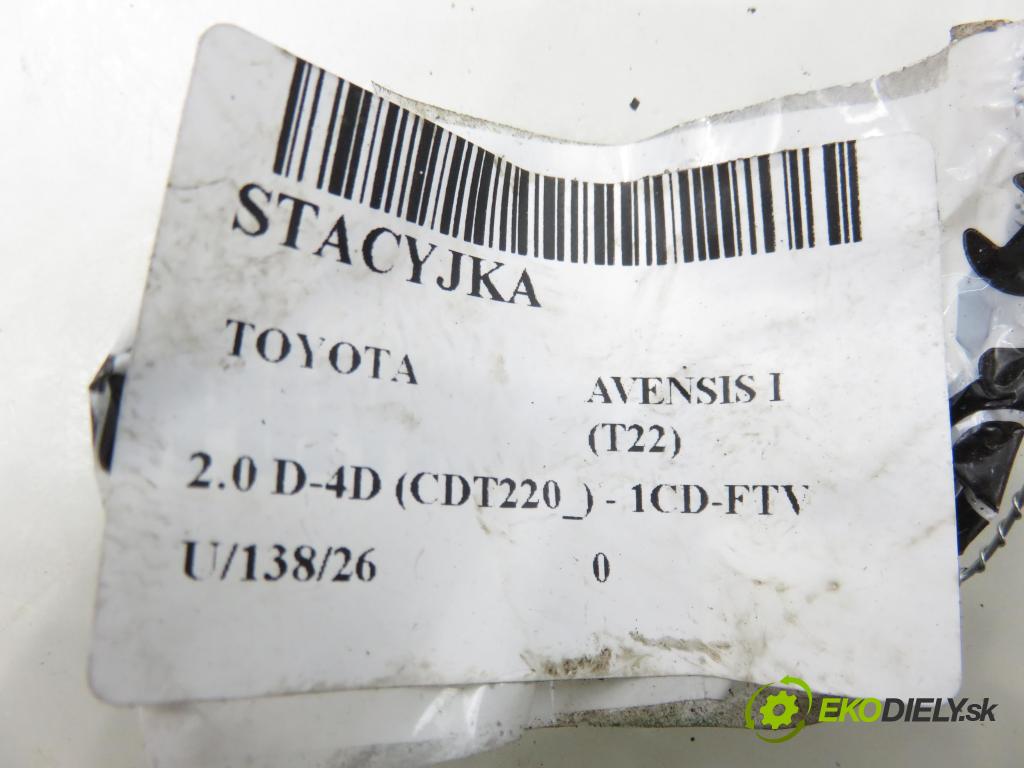 STACYJKA
TOYOTA
AVENSIS I
(T22)
2.0 D-4D (CDT220_) - 1CD-FTV
U/138/26 0
EKODIELY.sk